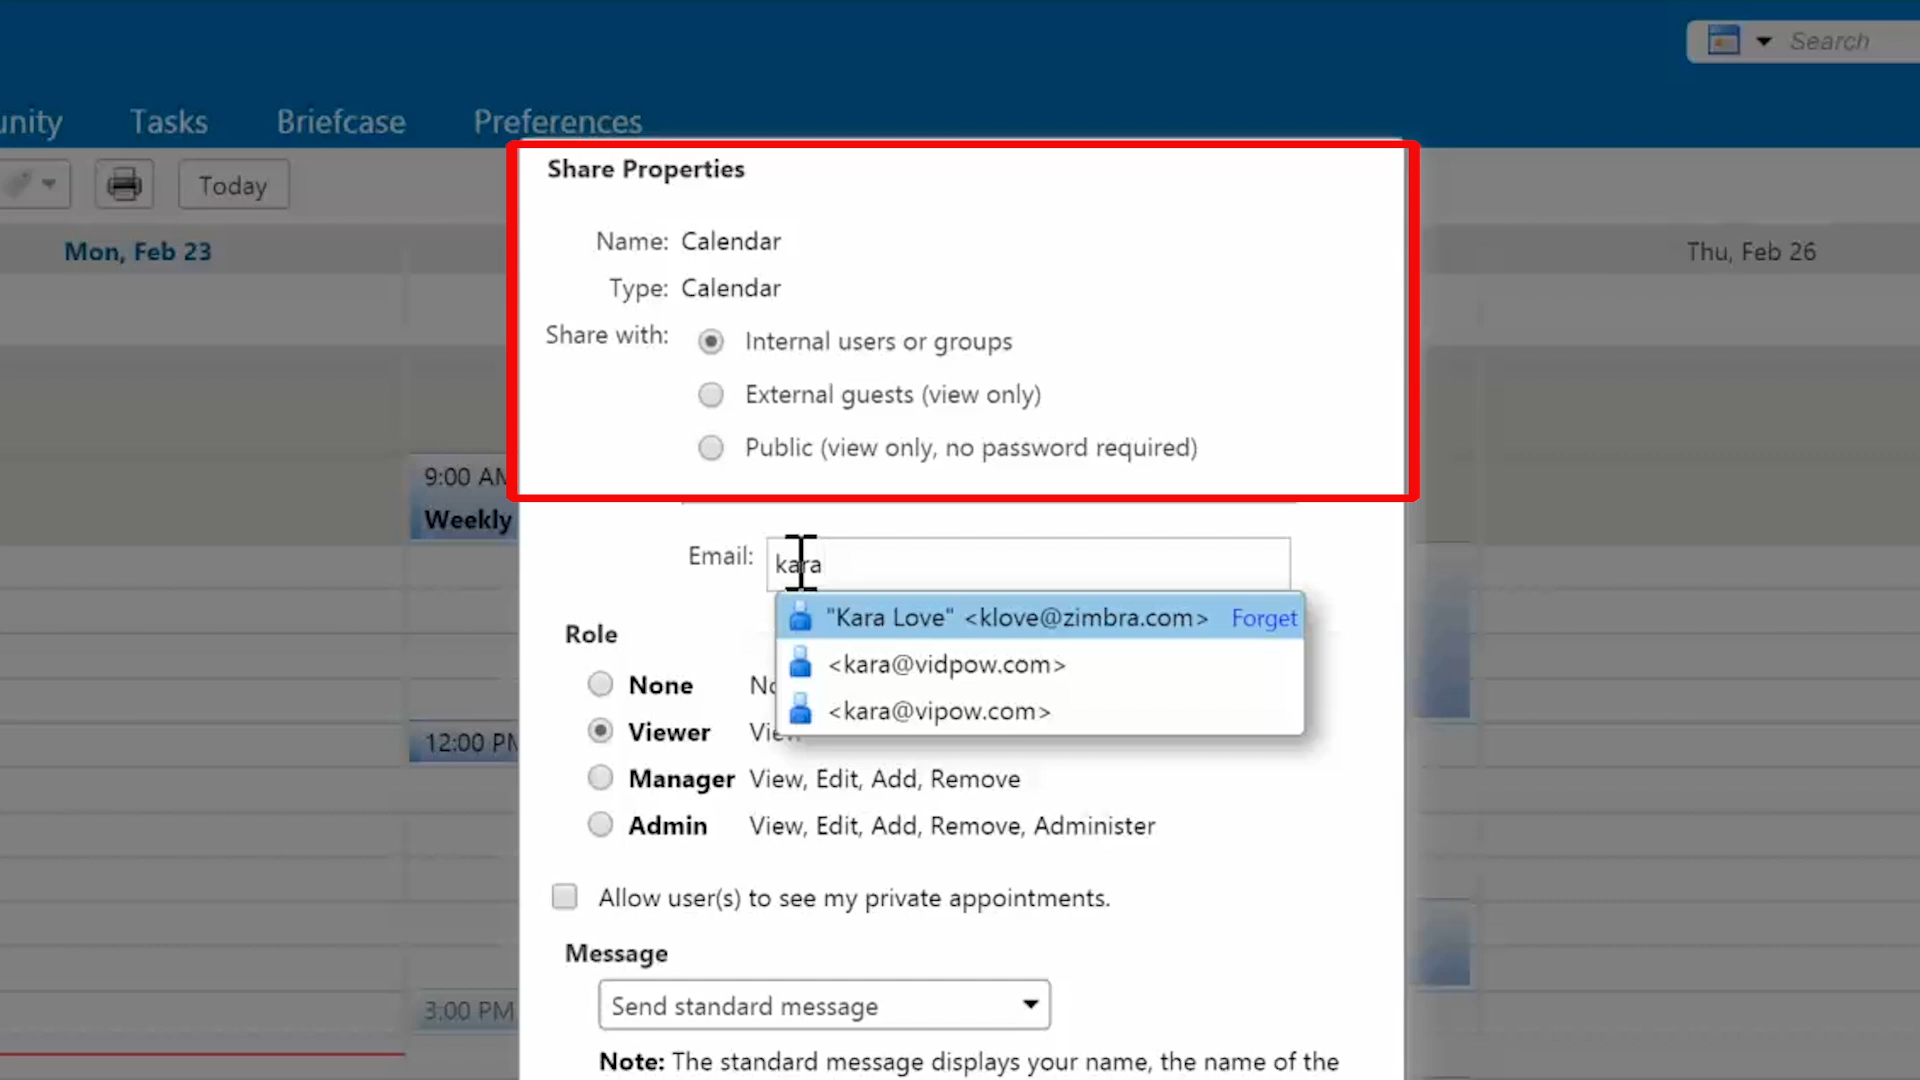 Search
unity Tasks Briefcase Preferences
Today
Share Properties
Mon, Feb 23
Thu, Feb 26
Name: Calendar
Type: Calendar
Share with:
Internal users or groups
External guests (view only)
Public (view only, no password required)
9:00 AM
Weekly
Email: kara
"Kara Love" <klove@zimbra.com> Forget
<kara@vidpow.com>
<kara@vipow.com>
Role
None No
Viewer View
Manager View, Edit, Add, Remove
Admin View, Edit, Add, Remove, Administer
12:00 PM
Allow user(s) to see my private appointments.
Message
Send standard message
3:00 PM
Note: The standard message displays your name, the name of the